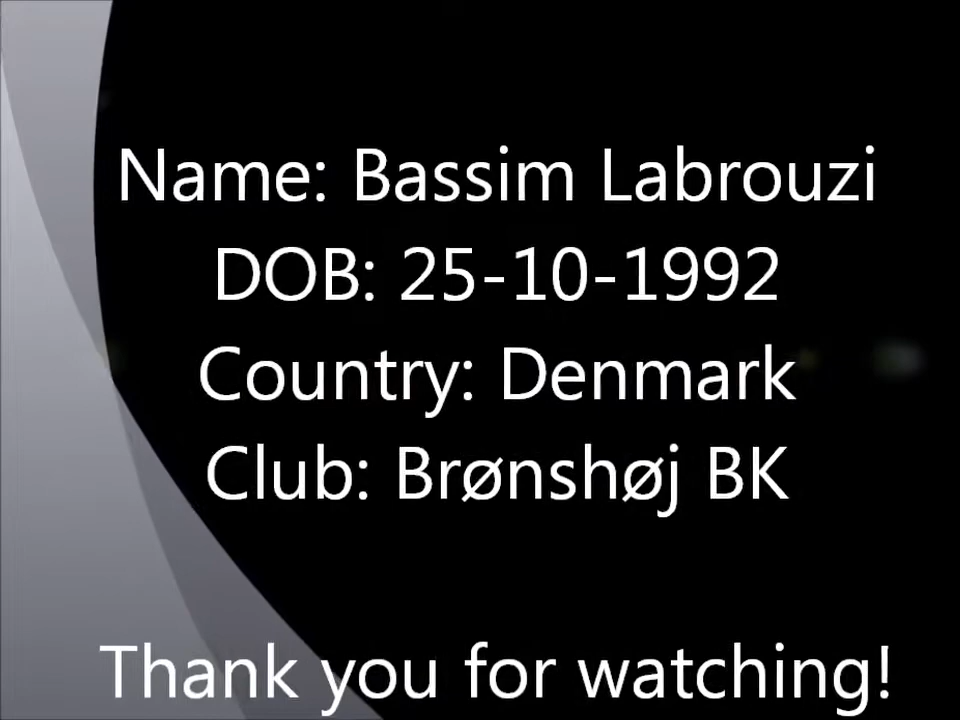 Name: Bassim Labrouzi
DOB: 25-10-1992
Country: Denmark
Club: Brønshøj BK
Thank you for watching!